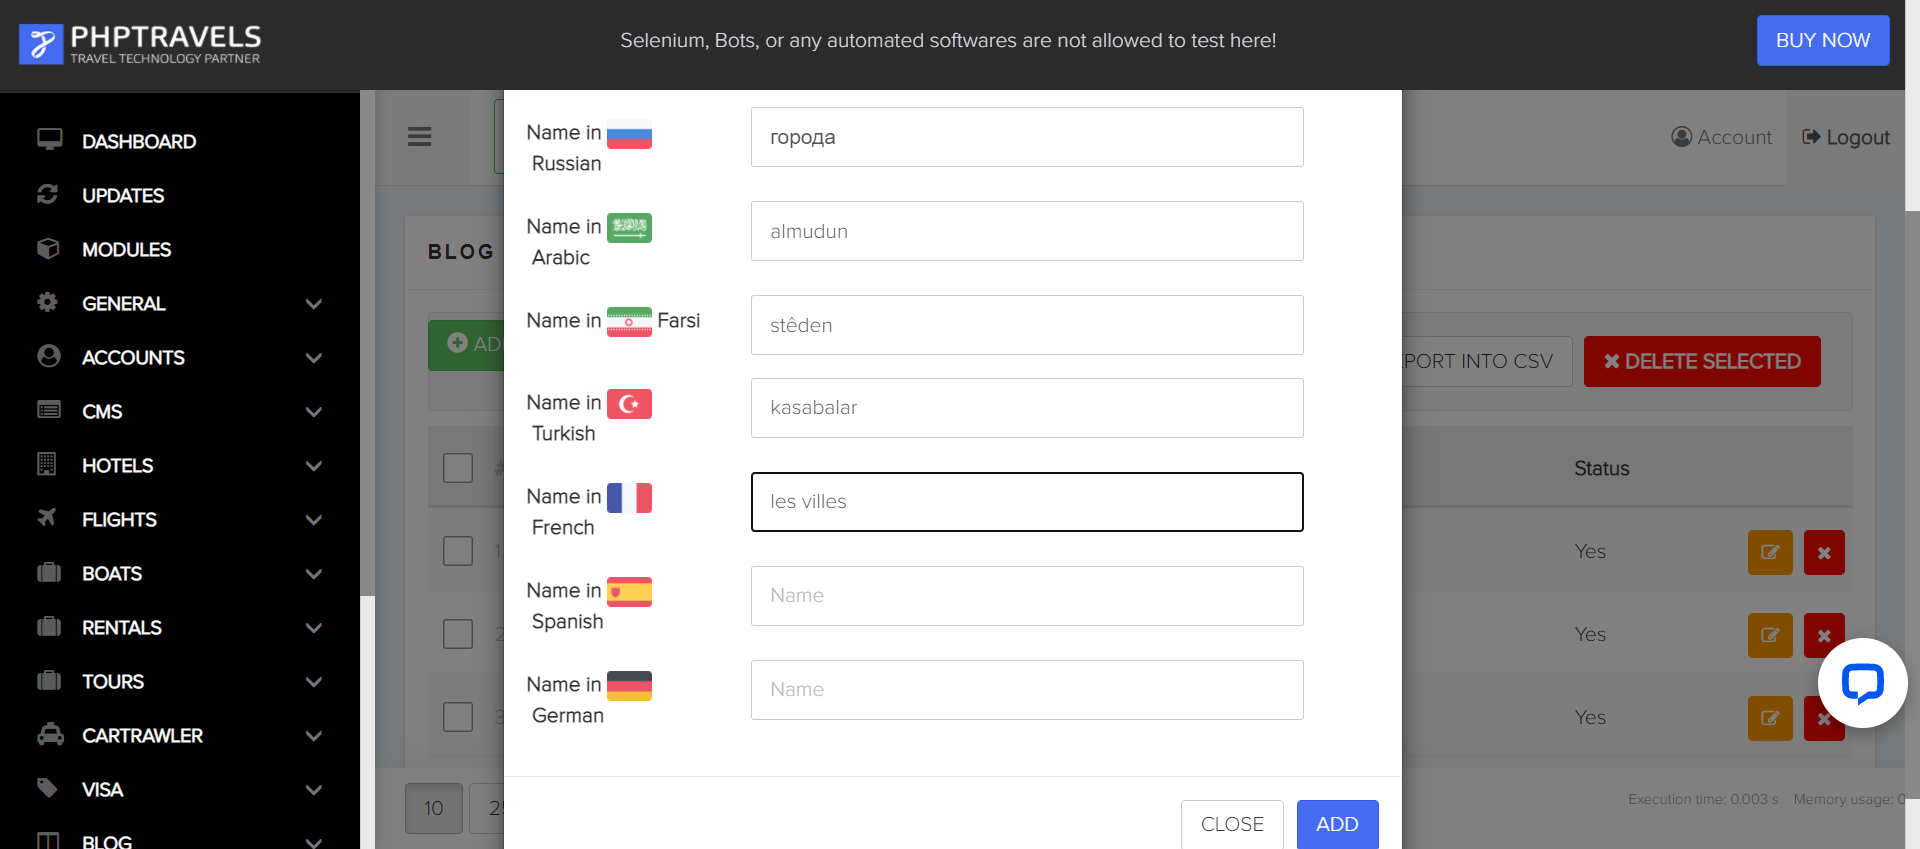 PHPTRAVELS
TRAVEL TECHNOLOGY PARTNER
Selenium, Bots, or any automated softwares are not allowed to test here!
BUY NOW
DASHBOARD
UPDATES
MODULES
GENERAL
ACCOUNTS
CMS
HOTELS
FLIGHTS
BOATS
RENTALS
TOURS
CARTRAWLER
VISA
BLOG
Account
Logout
BLOG
Name in Russian
города
Name in Arabic
almudun
Name in Farsi
stêden
Name in Turkish
kasabalar
Name in French
les villes
Name in Spanish
Name
Name in German
Name
CLOSE
ADD
PORT INTO CSV
DELETE SELECTED
Status
Yes
Yes
Yes
10
Execution time: 0.003 s
Memory usage: 0